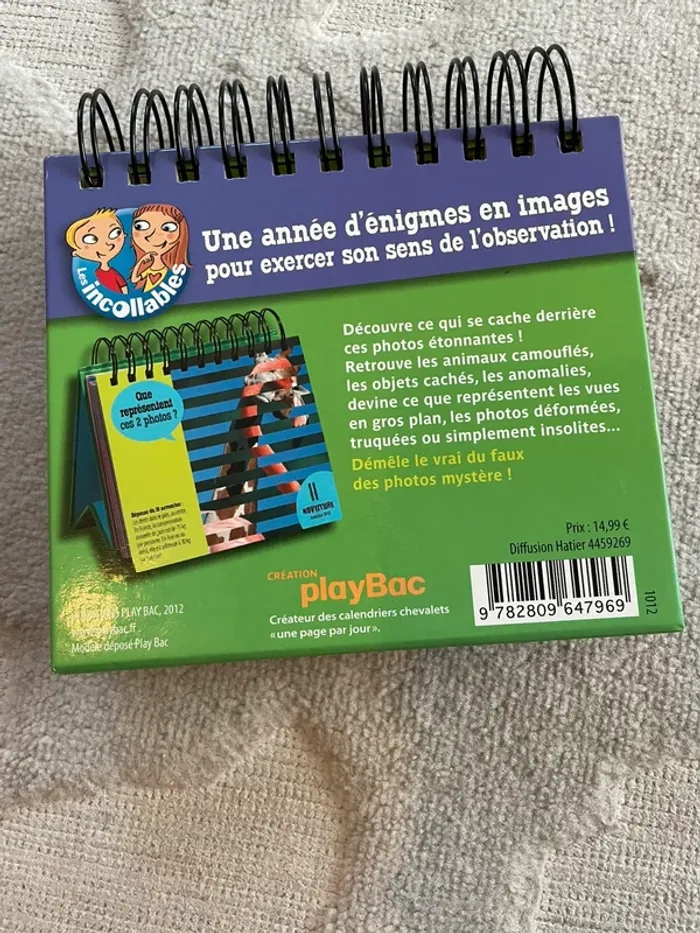 Une année d'énigmes en images
pour exercer son sens de l'observation !
Les
incollables
Découvre ce qui se cache derrière
ces photos étonnantes !
Retrouve les animaux camouflés,
les objets cachés, les anomalies,
devine ce que représentent les vues
en gros plan, les photos déformées,
truquées ou simplement insolites...
Démêle le vrai du faux
des photos mystère !
Que
représentent
ces 2 photos ?
11
NOVEMBRE
Prix : 14,99 €
Diffusion Hatier 4459269
CRÉATION
playBac
Créateur des calendriers chevalets
« une page par jour ».
PLAY BAC, 2012
Modèle déposé Play Bac
9 782809 647969
1012